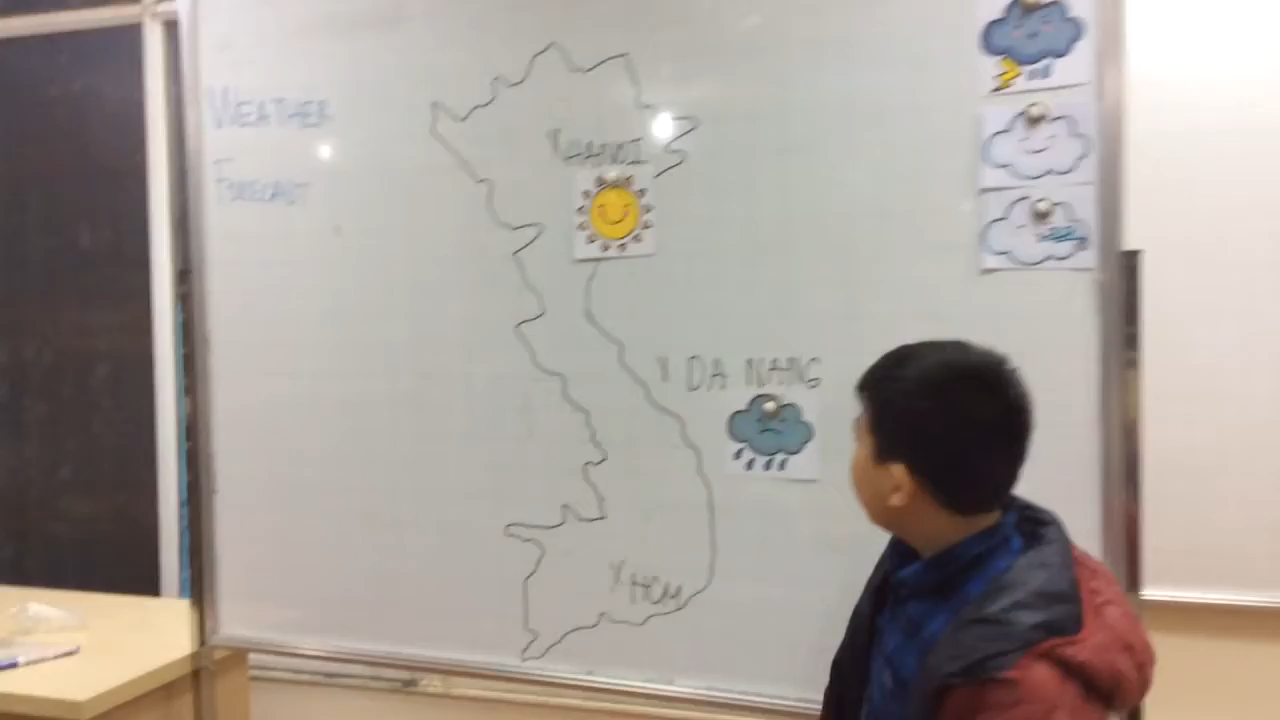 WEATHER
FORECAST
X HANOI
X DA NANG
X HCM